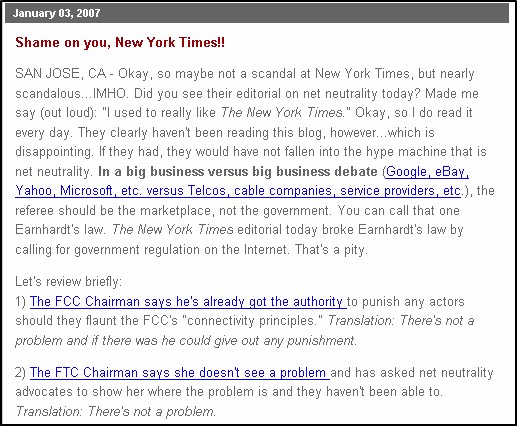 January 03, 2007
Shame on you, New York Times!!
SAN JOSE, CA - Okay, so maybe not a scandal at New York Times, but nearly
scandalous...IMHO. Did you see their editorial on net neutrality today? Made me
say (out loud): "I used to really like The New York Times." Okay, so I do read it
every day. They clearly haven't been reading this blog, however...which is
disappointing. If they had, they would have not fallen into the hype machine that is
net neutrality. In a big business versus big business debate (Google, eBay,
Yahoo, Microsoft, etc. versus Telcos, cable companies, service providers, etc.), the
referee should be the marketplace, not the government. You can call that one
Earnhardt's law. The New York Times editorial today broke Earnhardt's law by
calling for government regulation on the Internet. That's a pity.
Let's review briefly:
1) The FCC Chairman says he's already got the authority to punish any actors
should they flaunt the FCC's "connectivity principles." Translation: There's not a
problem and if there was he could give out any punishment.
2) The FTC Chairman says she doesn't see a problem and has asked net neutrality
advocates to show her where the problem is and they haven't been able to.
Translation: There's not a problem.